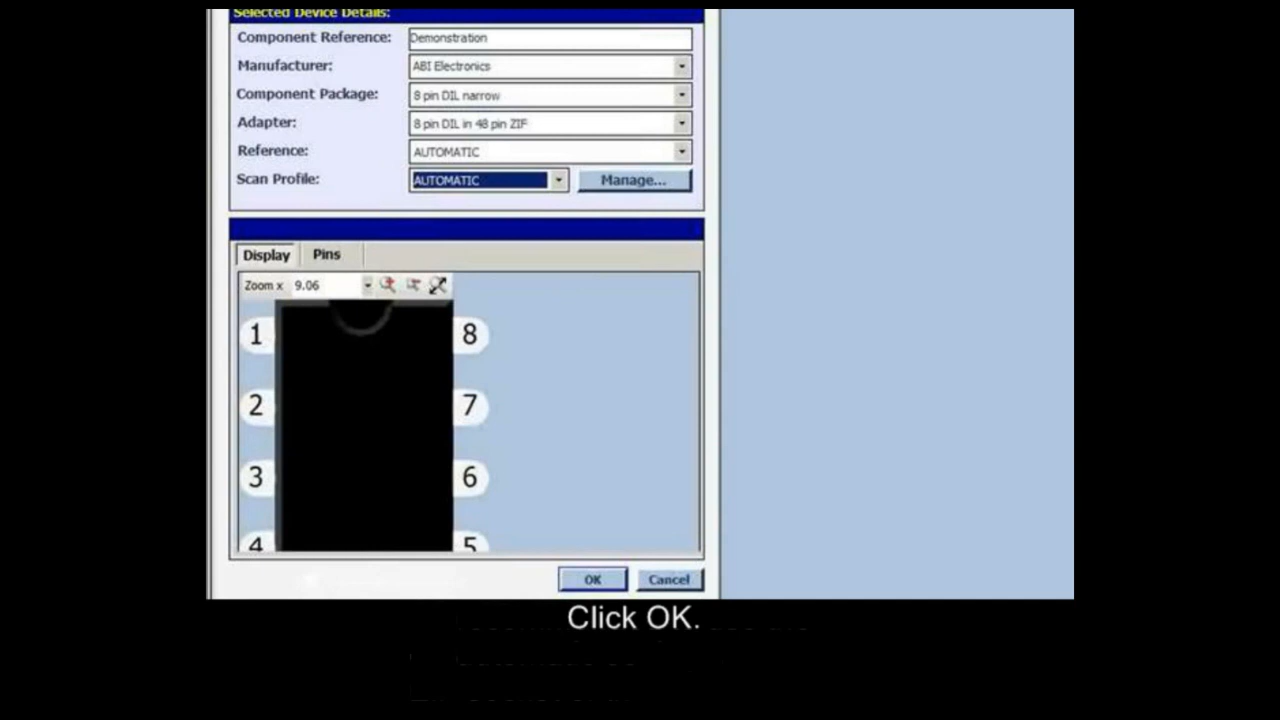 Selected Device Details:
Component Reference: Demonstration
Manufacturer: ABI Electronics
Component Package: 8 pin DIL narrow
Adapter: 8 pin DIL in 48 pin ZIF
Reference: AUTOMATIC
Scan Profile: AUTOMATIC Manage...
Display Pins
Zoom x 9.06
1 8
2 7
3 6
4 5
OK Cancel
Click OK.